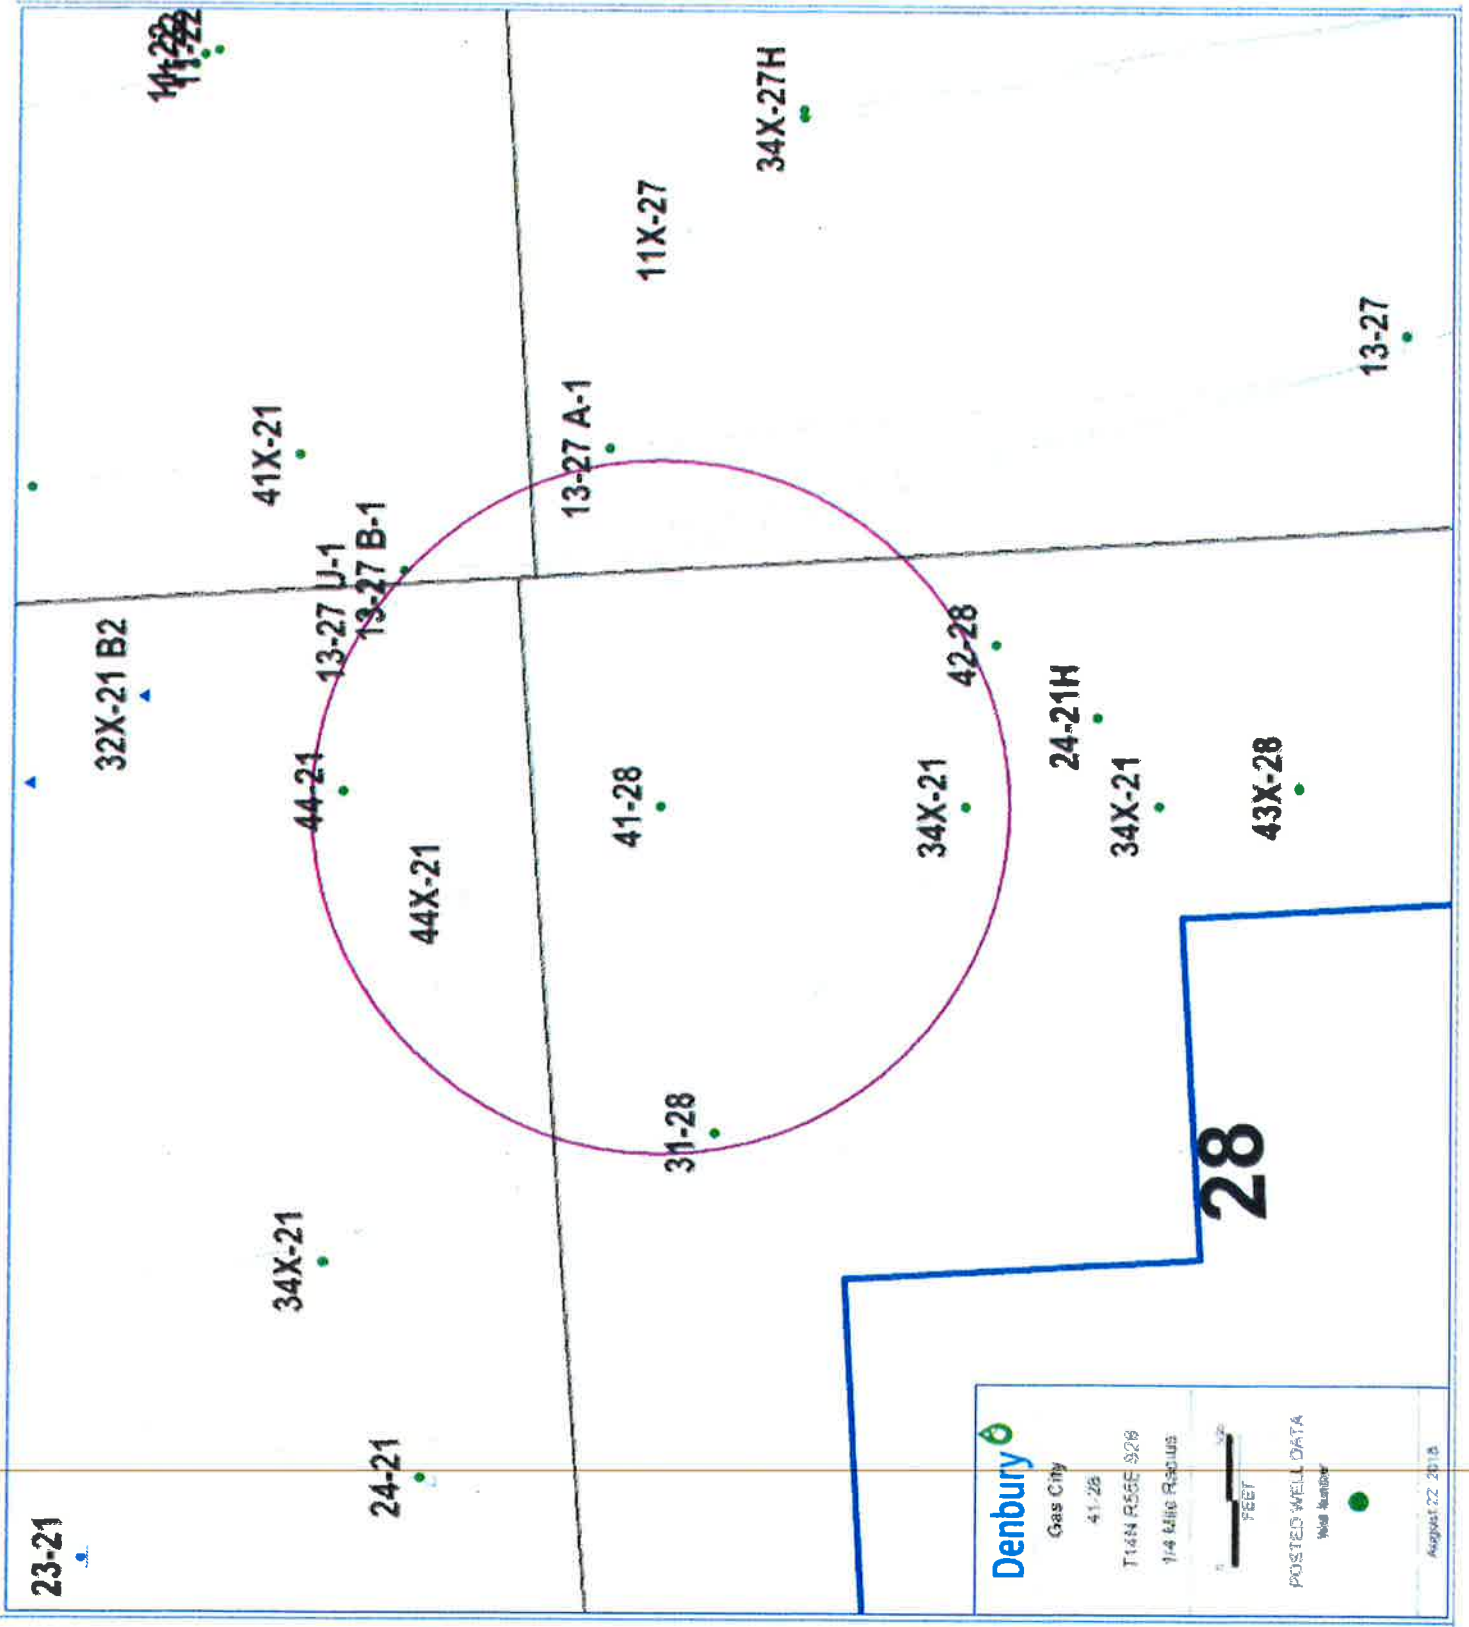 23-21
24-21
34X-21
32X-21 B2
41X-21
13-27 U-1
13-27 B-1
44-21
44X-21
13-27 A-1
11X-27
34X-27H
41-28
31-28
34X-21
42-28
24-21H
34X-21
43X-28
13-27
28
Denbury
Gas City
41-28
1/4 Mile Radius
FEET
POSTED WELL DATA
Well Number
August 22, 2018